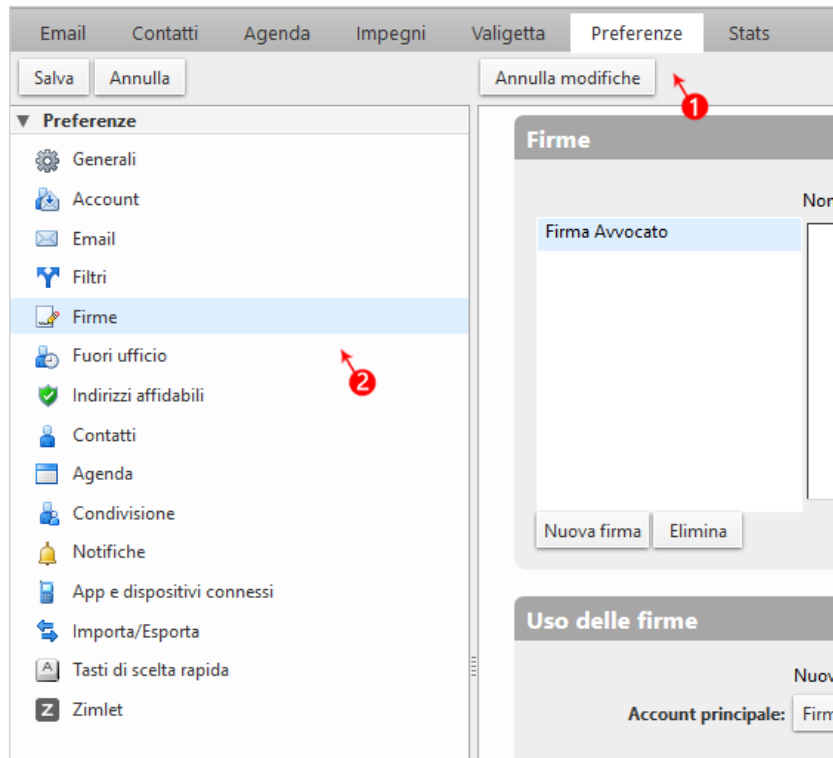 Email Contatti Agenda Impegni Valigetta Preferenze Stats
Salva Annulla Annulla modifiche
1
Preferenze
Generali
Account
Email
Filtri
Firme
Fuori ufficio
Indirizzi affidabili
Contatti
Agenda
Condivisione
Notifiche
App e dispositivi connessi
Importa/Esporta
A Tasti di scelta rapida
Z Zimlet
2
Firme
Firma Avvocato
Nuova firma Elimina
Uso delle firme
Account principale: